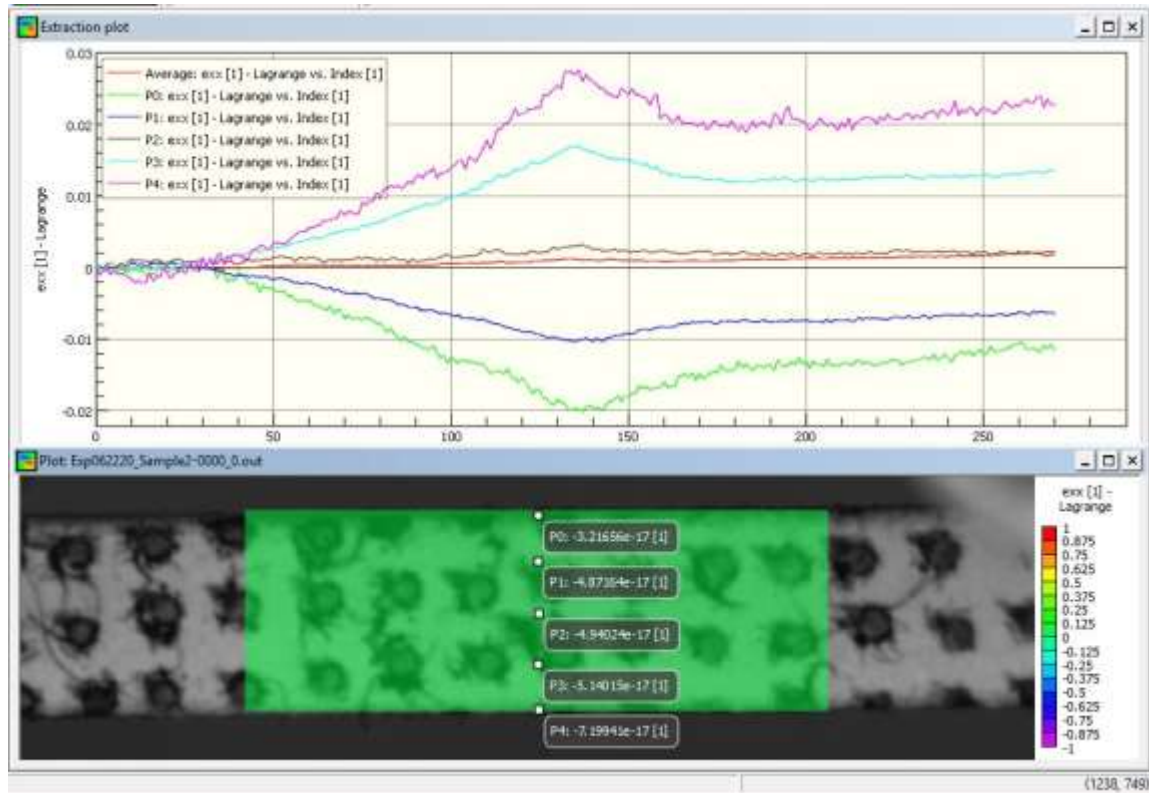 Extraction plot
0.03
0.02
0.01
0
-0.01
-0.02
exx [1] - Lagrange
Average: exx [1] - Lagrange vs. Index [1]
P0: exx [1] - Lagrange vs. Index [1]
P1: exx [1] - Lagrange vs. Index [1]
P2: exx [1] - Lagrange vs. Index [1]
P3: exx [1] - Lagrange vs. Index [1]
P4: exx [1] - Lagrange vs. Index [1]
0 50 100 150 200 250
Plot: Exp062220_Sample2-0000_0.out
P0: -3.21656e-17 [1]
P1: -4.87364e-17 [1]
P2: -4.94024e-17 [1]
P3: -5.14015e-17 [1]
P4: -7.19941e-17 [1]
exx [1] -
Lagrange
1
0.875
0.75
0.625
0.5
0.375
0.25
0.125
0
-0.125
-0.25
-0.375
-0.5
-0.625
-0.75
-0.875
-1
(1238, 749)